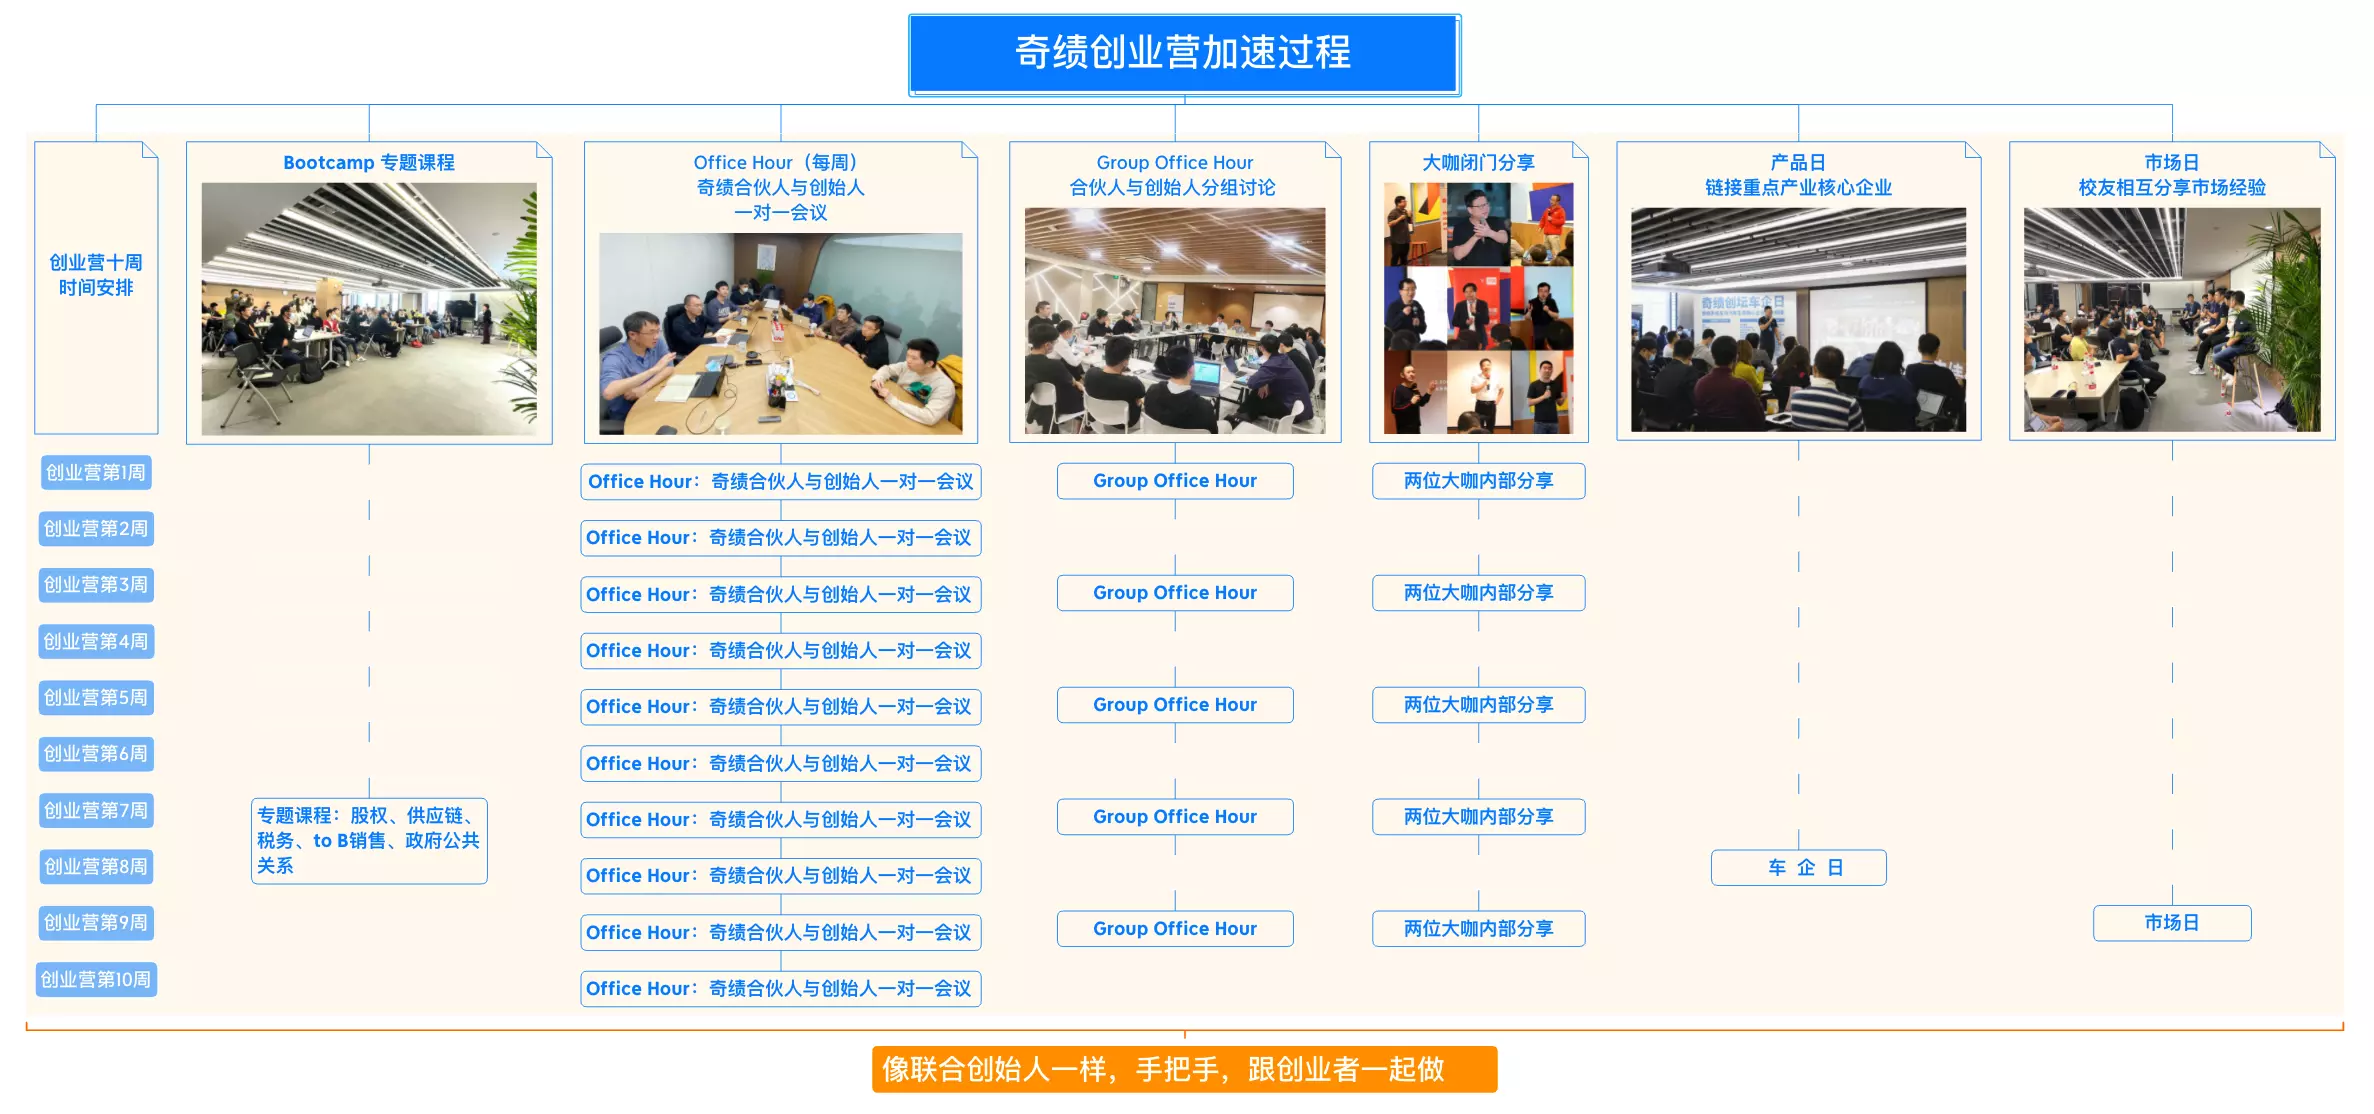 奇绩创业营加速过程
创业营十周
时间安排
Bootcamp 专题课程
Office Hour（每周）
奇绩合伙人与创始人
一对一会议
Group Office Hour
合伙人与创始人分组讨论
大咖闭门分享
产品日
链接重点产业核心企业
奇绩创坛车企日
市场日
校友相互分享市场经验
创业营第1周
Office Hour：奇绩合伙人与创始人一对一会议
Group Office Hour
两位大咖内部分享
创业营第2周
Office Hour：奇绩合伙人与创始人一对一会议
创业营第3周
Office Hour：奇绩合伙人与创始人一对一会议
Group Office Hour
两位大咖内部分享
创业营第4周
Office Hour：奇绩合伙人与创始人一对一会议
创业营第5周
Office Hour：奇绩合伙人与创始人一对一会议
Group Office Hour
两位大咖内部分享
创业营第6周
Office Hour：奇绩合伙人与创始人一对一会议
创业营第7周
专题课程：股权、供应链、
税务、to B销售、政府公共
关系
Office Hour：奇绩合伙人与创始人一对一会议
Group Office Hour
两位大咖内部分享
创业营第8周
Office Hour：奇绩合伙人与创始人一对一会议
车 企 日
创业营第9周
Office Hour：奇绩合伙人与创始人一对一会议
Group Office Hour
两位大咖内部分享
市场日
创业营第10周
Office Hour：奇绩合伙人与创始人一对一会议
像联合创始人一样，手把手，跟创业者一起做